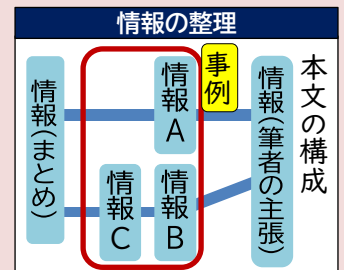 情報の整理
本文の構成
情報(筆者の主張)
事例
情報A
情報B
情報C
情報(まとめ)